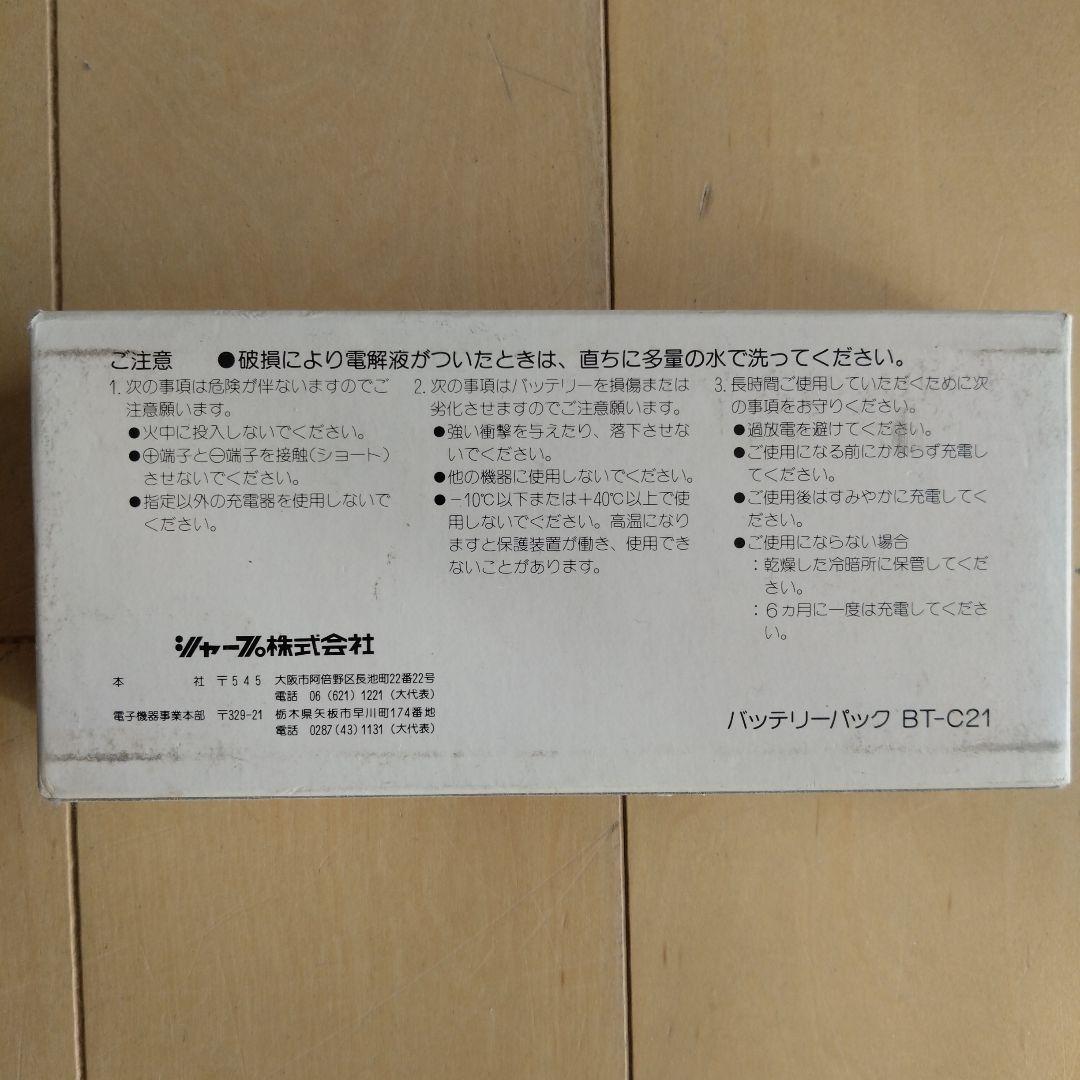 ご注意　●破損により電解液がついたときは、直ちに多量の水で洗ってください。
1. 次の事項は危険が伴ないますのでご
注意願います。
●火中に投入しないでください。
●⊕端子と⊖端子を接触(ショート)
させないでください。
●指定以外の充電器を使用しないで
ください。
2. 次の事項はバッテリーを損傷または
劣化させますのでご注意願います。
●強い衝撃を与えたり、落下させな
いでください。
●他の機器に使用しないでください。
●−10℃以下または+40℃以上で使
用しないでください。高温になり
ますと保護装置が働き、使用でき
ないことがあります。
3. 長時間ご使用していただくために次
の事項をお守りください。
●過放電を避けてください。
●ご使用になる前にかならず充電し
てください。
●ご使用後はすみやかに充電してく
ださい。
●ご使用にならない場合
：乾燥した冷暗所に保管してくだ
さい。
：6ヵ月に一度は充電してくださ
い。
シャープ株式会社
本　　社 〒545 大阪市阿倍野区長池町22番22号
電話 06 (621) 1221 (大代表)
電子機器事業本部 〒329-21 栃木県矢板市早川町174番地
電話 0287 (43) 1131 (大代表)
バッテリーパック BT-C21